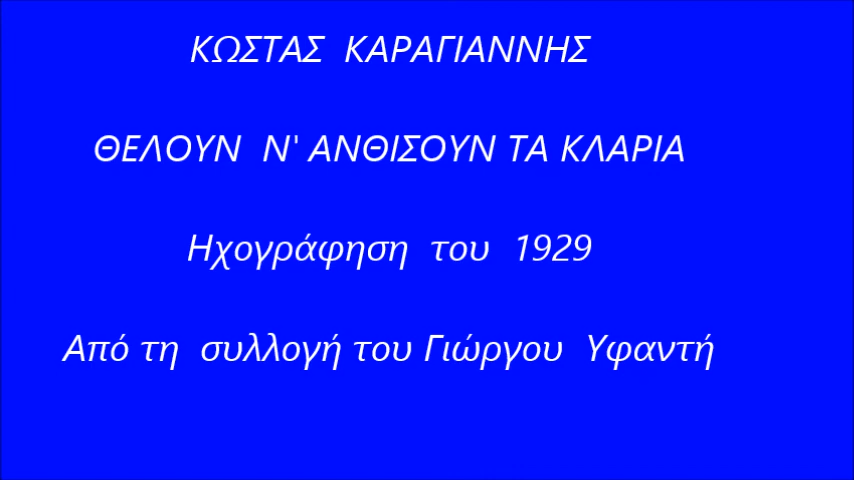 ΚΩΣΤΑΣ ΚΑΡΑΓΙΑΝΝΗΣ
ΘΕΛΟΥΝ Ν' ΑΝΘΙΣΟΥΝ ΤΑ ΚΛΑΡΙΑ
Ηχογράφηση του 1929
Από τη συλλογή του Γιώργου Υφαντή